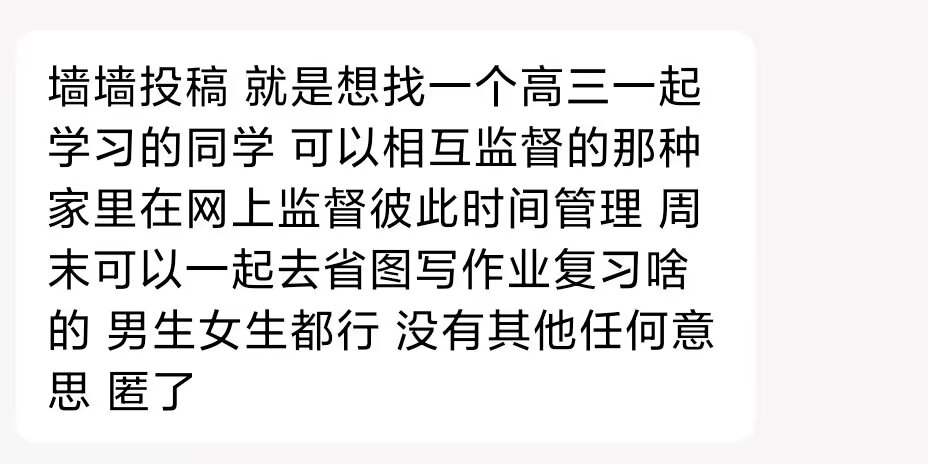 墙墙投稿 就是想找一个高三一起
学习的同学 可以相互监督的那种
家里在网上监督彼此时间管理 周
末可以一起去省图写作业复习啥
的 男生女生都行 没有其他任何意
思 匿了